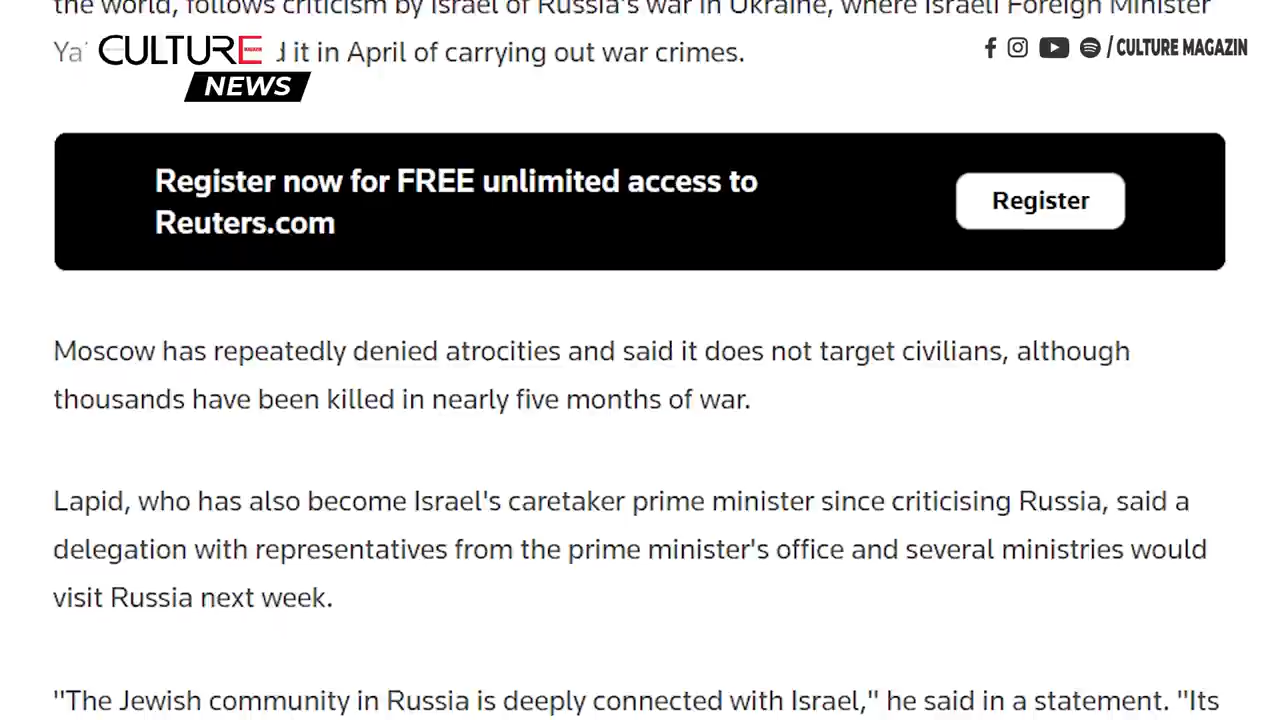 the world, follows criticism by Israel of Russia's war in Ukraine, where Israeli Foreign Minister
it in April of carrying out war crimes.
CULTURE
NEWS
/ CULTURE MAGAZIN
Register now for FREE unlimited access to
Reuters.com
Register
Moscow has repeatedly denied atrocities and said it does not target civilians, although
thousands have been killed in nearly five months of war.
Lapid, who has also become Israel's caretaker prime minister since criticising Russia, said a
delegation with representatives from the prime minister's office and several ministries would
visit Russia next week.
"The Jewish community in Russia is deeply connected with Israel," he said in a statement. "Its